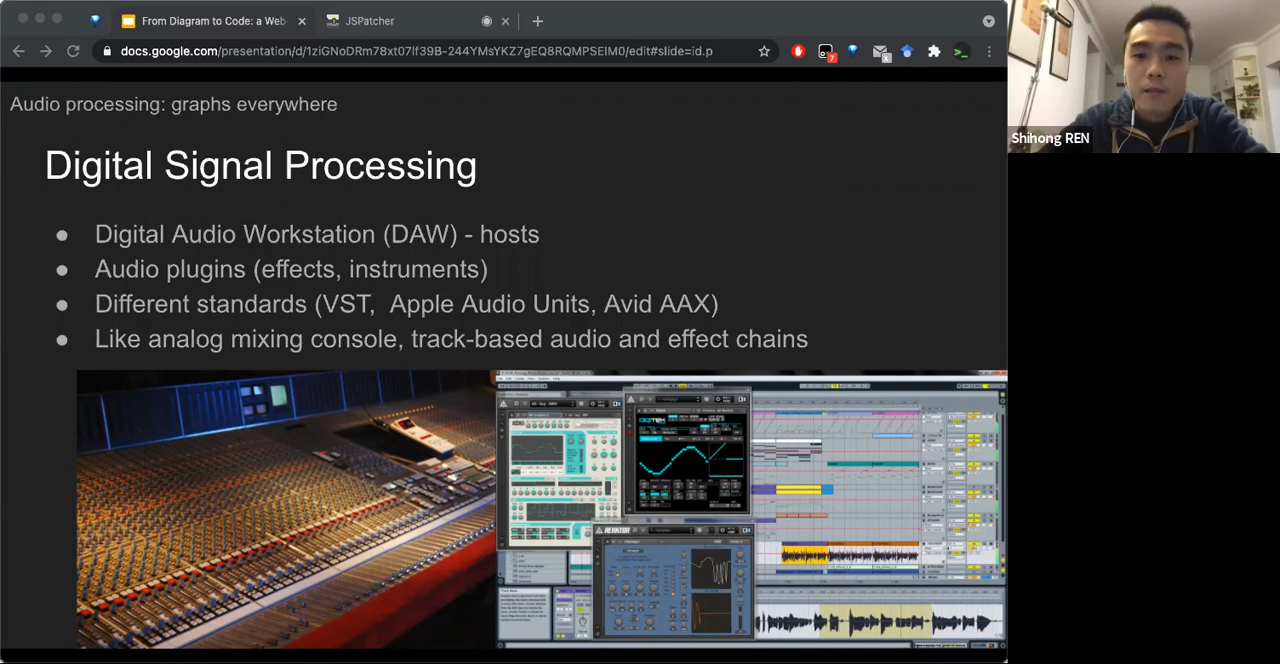 From Diagram to Code: a Web-
JSPatcher
docs.google.com/presentation/d/1ziGNoDRm78xt07lf39B-244YMsYKZ7gEQ8RQMPSEIM0/edit#slide=id.p
7
Shihong REN
Audio processing: graphs everywhere
Digital Signal Processing
● Digital Audio Workstation (DAW) - hosts
● Audio plugins (effects, instruments)
● Different standards (VST, Apple Audio Units, Avid AAX)
● Like analog mixing console, track-based audio and effect chains
REAKTOR